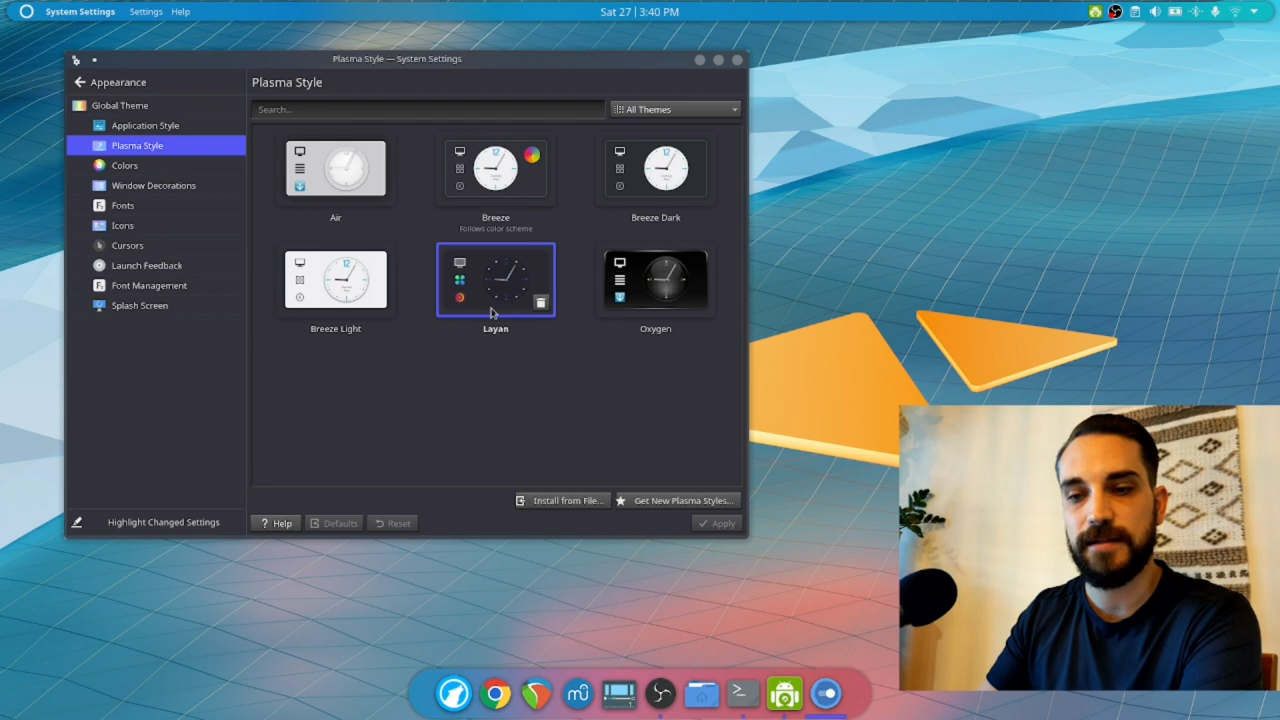 System Settings Settings Help Sat 27 | 3:40 PM
Plasma Style — System Settings
Appearance
Global Theme
Application Style
Plasma Style
Colors
Window Decorations
Fonts
Icons
Cursors
Launch Feedback
Font Management
Splash Screen
Highlight Changed Settings
Plasma Style
Search... All Themes
Air
Breeze
Follows color scheme
Breeze Dark
Breeze Light
Layan
Oxygen
Install from File... Get New Plasma Styles...
? Help Defaults Reset Apply